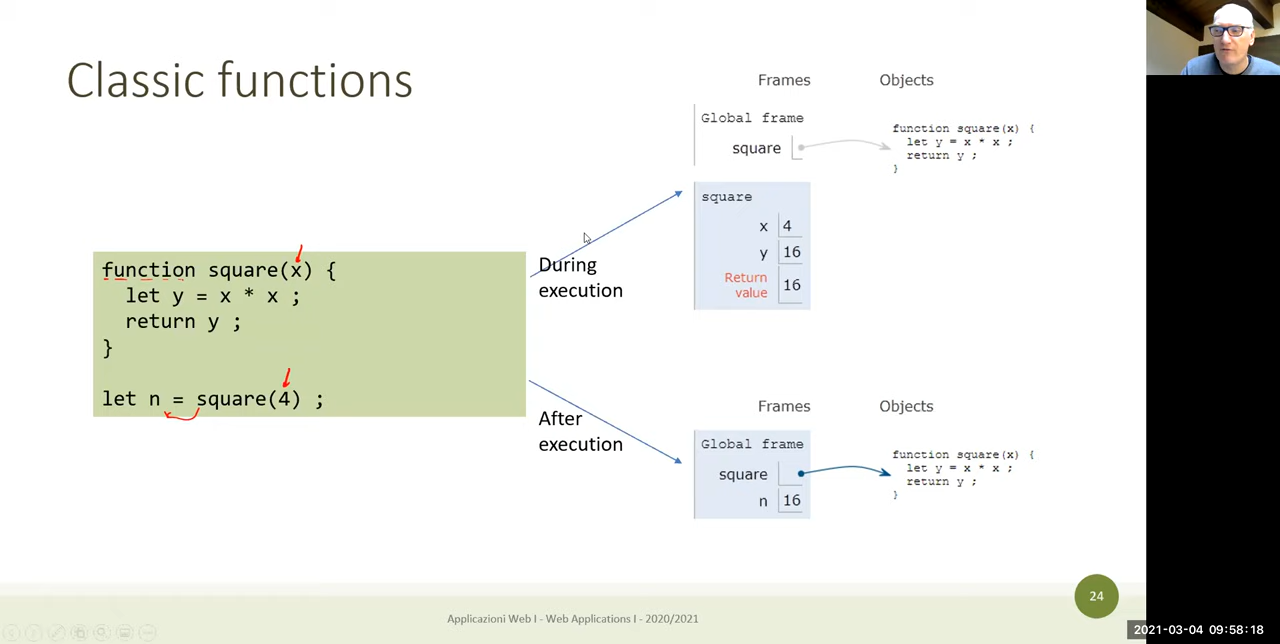 Classic functions
function square(x) {
let y = x * x ;
return y ;
}
let n = square(4) ;
During
execution
After
execution
Frames
Objects
Global frame
square
function square(x) {
let y = x * x ;
return y ;
}
square
x 4
y 16
Return
value
16
Frames
Objects
Global frame
square
n 16
function square(x) {
let y = x * x ;
return y ;
}
24
Applicazioni Web I - Web Applications I - 2020/2021
2021-03-04 09:58:18